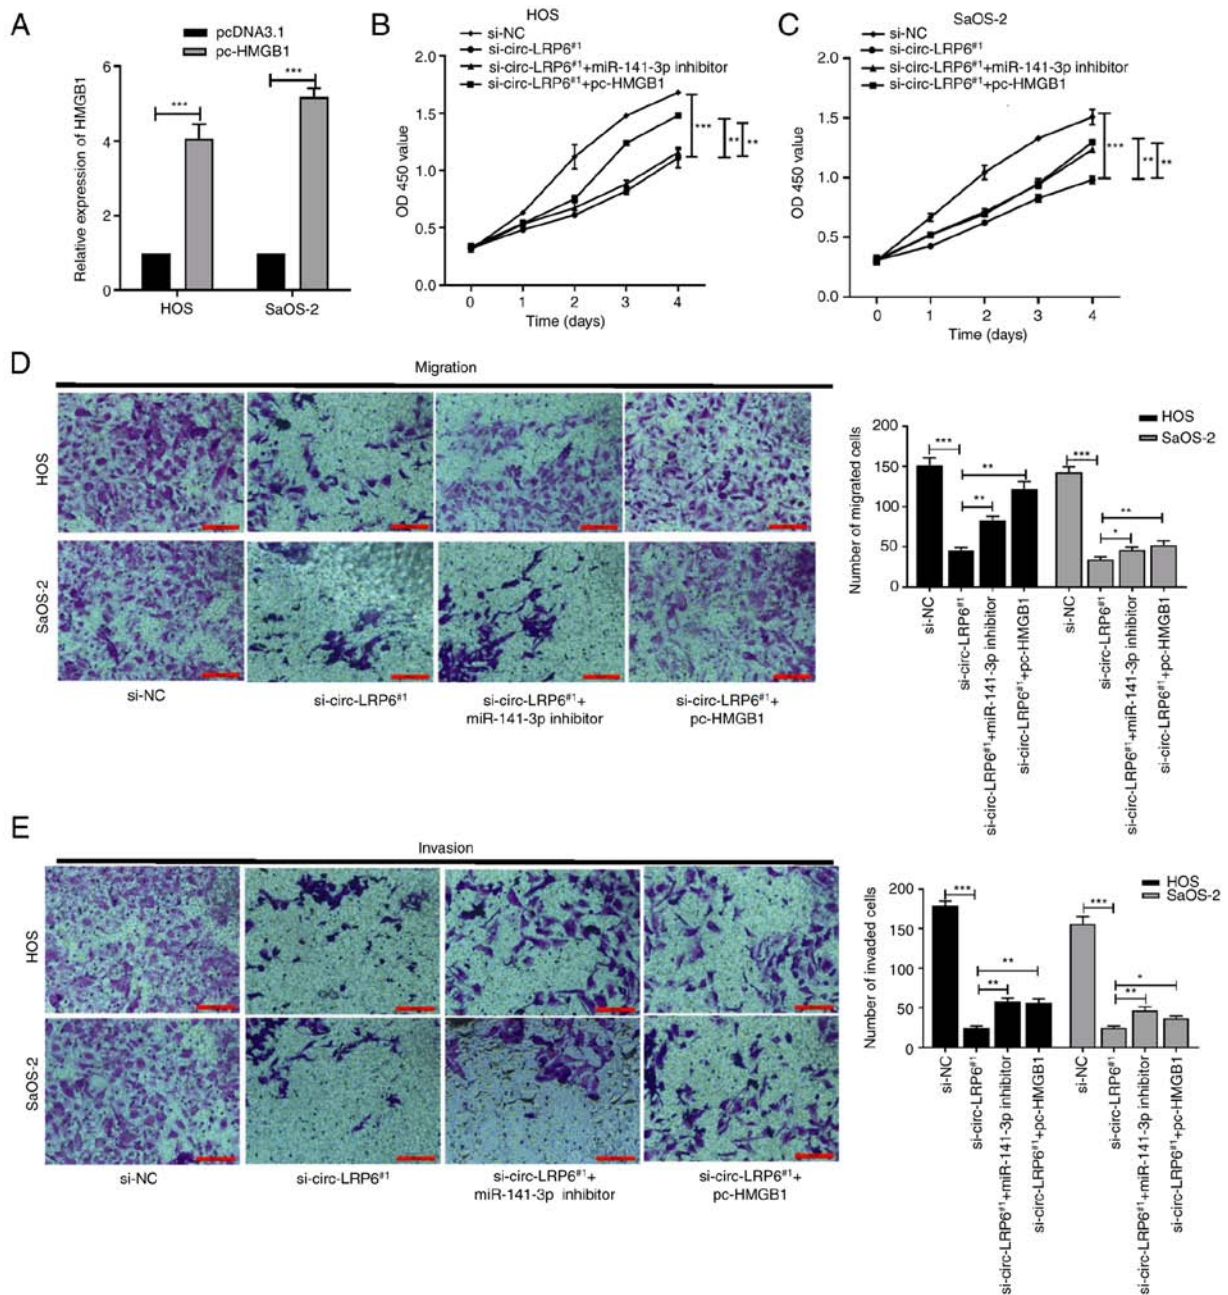 A
pcDNA3.1
pc-HMGB1
Relative expression of HMGB1
6
4
2
0
***
***
HOS
SaOS-2
B
HOS
si-NC
si-circ-LRP6#1
si-circ-LRP6#1+miR-141-3p inhibitor
si-circ-LRP6#1+pc-HMGB1
OD 450 value
2.0
1.5
1.0
0.5
0.0
***
**
**
0 1 2 3 4
Time (days)
C
SaOS-2
si-NC
si-circ-LRP6#1
si-circ-LRP6#1+miR-141-3p inhibitor
si-circ-LRP6#1+pc-HMGB1
OD 450 value
2.0
1.5
1.0
0.5
0.0
***
**
**
0 1 2 3 4
Time (days)
D
Migration
HOS
SaOS-2
si-NC
si-circ-LRP6#1
si-circ-LRP6#1+
miR-141-3p inhibitor
si-circ-LRP6#1+
pc-HMGB1
HOS
SaOS-2
Number of migrated cells
200
150
100
50
0
***
**
**
***
**
*
si-NC
si-circ-LRP6#1
si-circ-LRP6#1+miR-141-3p inhibitor
si-circ-LRP6#1+pc-HMGB1
si-NC
si-circ-LRP6#1
si-circ-LRP6#1+miR-141-3p inhibitor
si-circ-LRP6#1+pc-HMGB1
E
Invasion
HOS
SaOS-2
si-NC
si-circ-LRP6#1
si-circ-LRP6#1+
miR-141-3p inhibitor
si-circ-LRP6#1+
pc-HMGB1
HOS
SaOS-2
Number of invaded cells
200
150
100
50
0
***
**
**
***
*
**
si-NC
si-circ-LRP6#1
si-circ-LRP6#1+miR-141-3p inhibitor
si-circ-LRP6#1+pc-HMGB1
si-NC
si-circ-LRP6#1
si-circ-LRP6#1+miR-141-3p inhibitor
si-circ-LRP6#1+pc-HMGB1